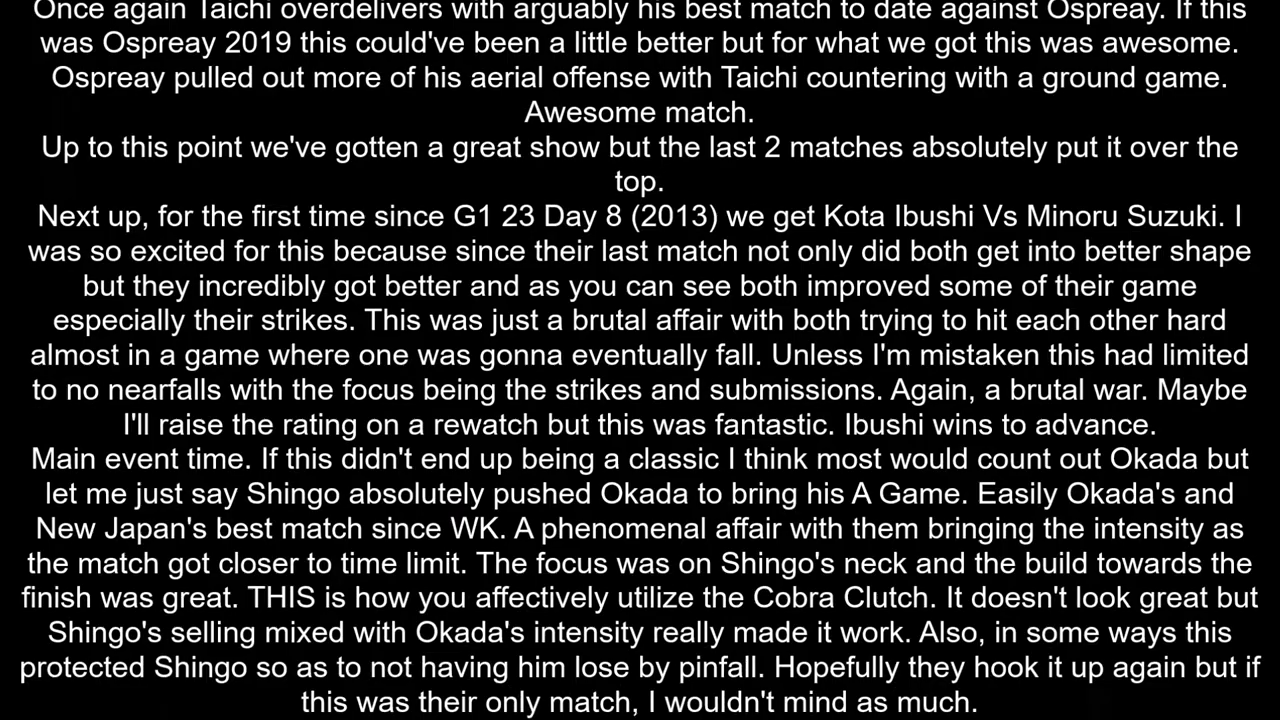 Once again Taichi overdelivers with arguably his best match to date against Ospreay. If this
was Ospreay 2019 this could've been a little better but for what we got this was awesome.
Ospreay pulled out more of his aerial offense with Taichi countering with a ground game.
Awesome match.
Up to this point we've gotten a great show but the last 2 matches absolutely put it over the
top.
Next up, for the first time since G1 23 Day 8 (2013) we get Kota Ibushi Vs Minoru Suzuki. I
was so excited for this because since their last match not only did both get into better shape
but they incredibly got better and as you can see both improved some of their game
especially their strikes. This was just a brutal affair with both trying to hit each other hard
almost in a game where one was gonna eventually fall. Unless I'm mistaken this had limited
to no nearfalls with the focus being the strikes and submissions. Again, a brutal war. Maybe
I'll raise the rating on a rewatch but this was fantastic. Ibushi wins to advance.
Main event time. If this didn't end up being a classic I think most would count out Okada but
let me just say Shingo absolutely pushed Okada to bring his A Game. Easily Okada's and
New Japan's best match since WK. A phenomenal affair with them bringing the intensity as
the match got closer to time limit. The focus was on Shingo's neck and the build towards the
finish was great. THIS is how you affectively utilize the Cobra Clutch. It doesn't look great but
Shingo's selling mixed with Okada's intensity really made it work. Also, in some ways this
protected Shingo so as to not having him lose by pinfall. Hopefully they hook it up again but if
this was their only match, I wouldn't mind as much.